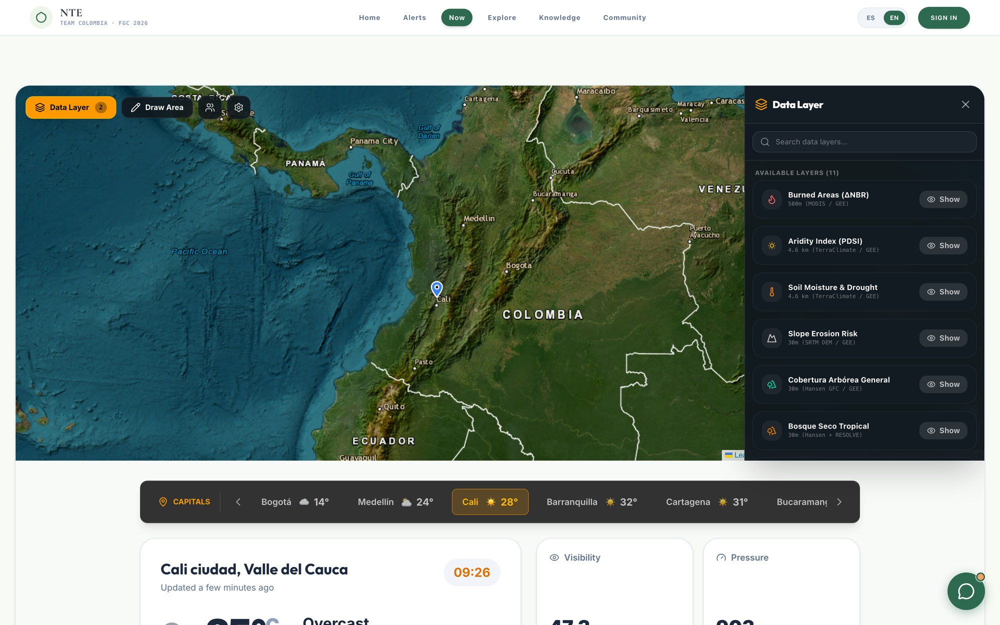 NTE
TEAM COLOMBIA · FGC 2026
Home
Alerts
Now
Explore
Knowledge
Community
ES
EN
SIGN IN
Data Layer 2
Draw Area
COSTA RICA
San Jose
Cartagena
Maracaibo
Barquisimeto
Maracay
Caracas
Valencia
Gulf of
Darien
Panama City
PANAMÁ
Gulf of
Panama
Cucuta
Bucaramanga
VENEZU
Medellin
Puerto
Ayacucho
Pacific Ocean
Bogota
Cali
COLOMBIA
Pasto
Quito
ECUADOR
Guayaquil
Lea
Data Layer
Search data layers...
AVAILABLE LAYERS (11)
Burned Areas (ΔNBR)
500m (MODIS / GEE)
Show
Aridity Index (PDSI)
4.6 km (TerraClimate / GEE)
Show
Soil Moisture & Drought
4.6 km (TerraClimate / GEE)
Show
Slope Erosion Risk
30m (SRTM DEM / GEE)
Show
Cobertura Arbórea General
30m (Hansen GFC / GEE)
Show
Bosque Seco Tropical
30m (Hansen + RESOLVE)
Show
CAPITALS
Bogotá 14°
Medellín 24°
Cali 28°
Barranquilla 32°
Cartagena 31°
Bucaramang
Cali ciudad, Valle del Cauca
Updated a few minutes ago
09:26
Overcast
Visibility
Pressure